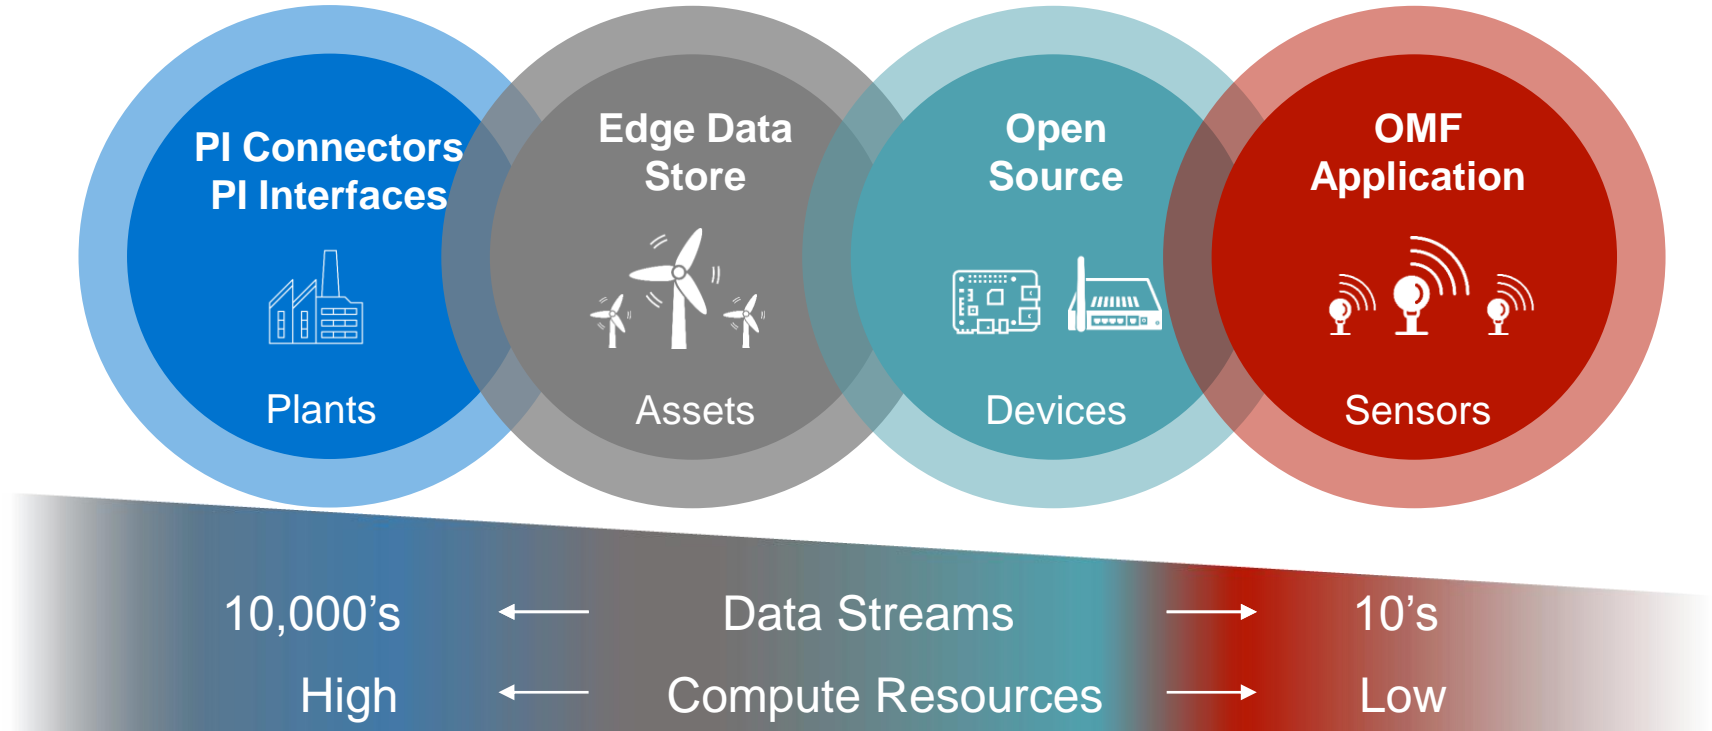 PI Connectors
PI Interfaces
Plants
Edge Data
Store
Assets
Open
Source
Devices
OMF
Application
Sensors
10,000’s
Data Streams
10’s
High
Compute Resources
Low